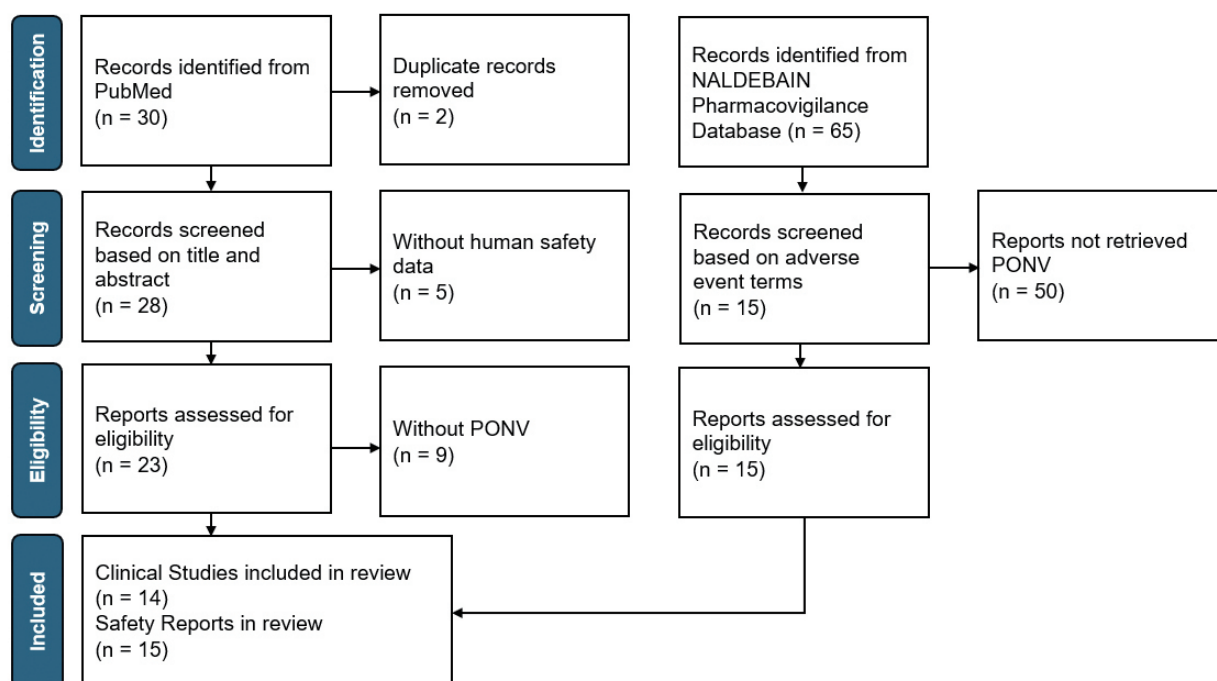 Identification
Records identified from
PubMed
(n = 30)
Duplicate records
removed
(n = 2)
Records identified from
NALDEBAIN
Pharmacovigilance
Database (n = 65)
Screening
Records screened
based on title and
abstract
(n = 28)
Without human safety
data
(n = 5)
Records screened
based on adverse
event terms
(n = 15)
Reports not retrieved
PONV
(n = 50)
Eligibility
Reports assessed for
eligibility
(n = 23)
Without PONV
(n = 9)
Reports assessed for
eligibility
(n = 15)
Included
Clinical Studies included in review
(n = 14)
Safety Reports in review
(n = 15)